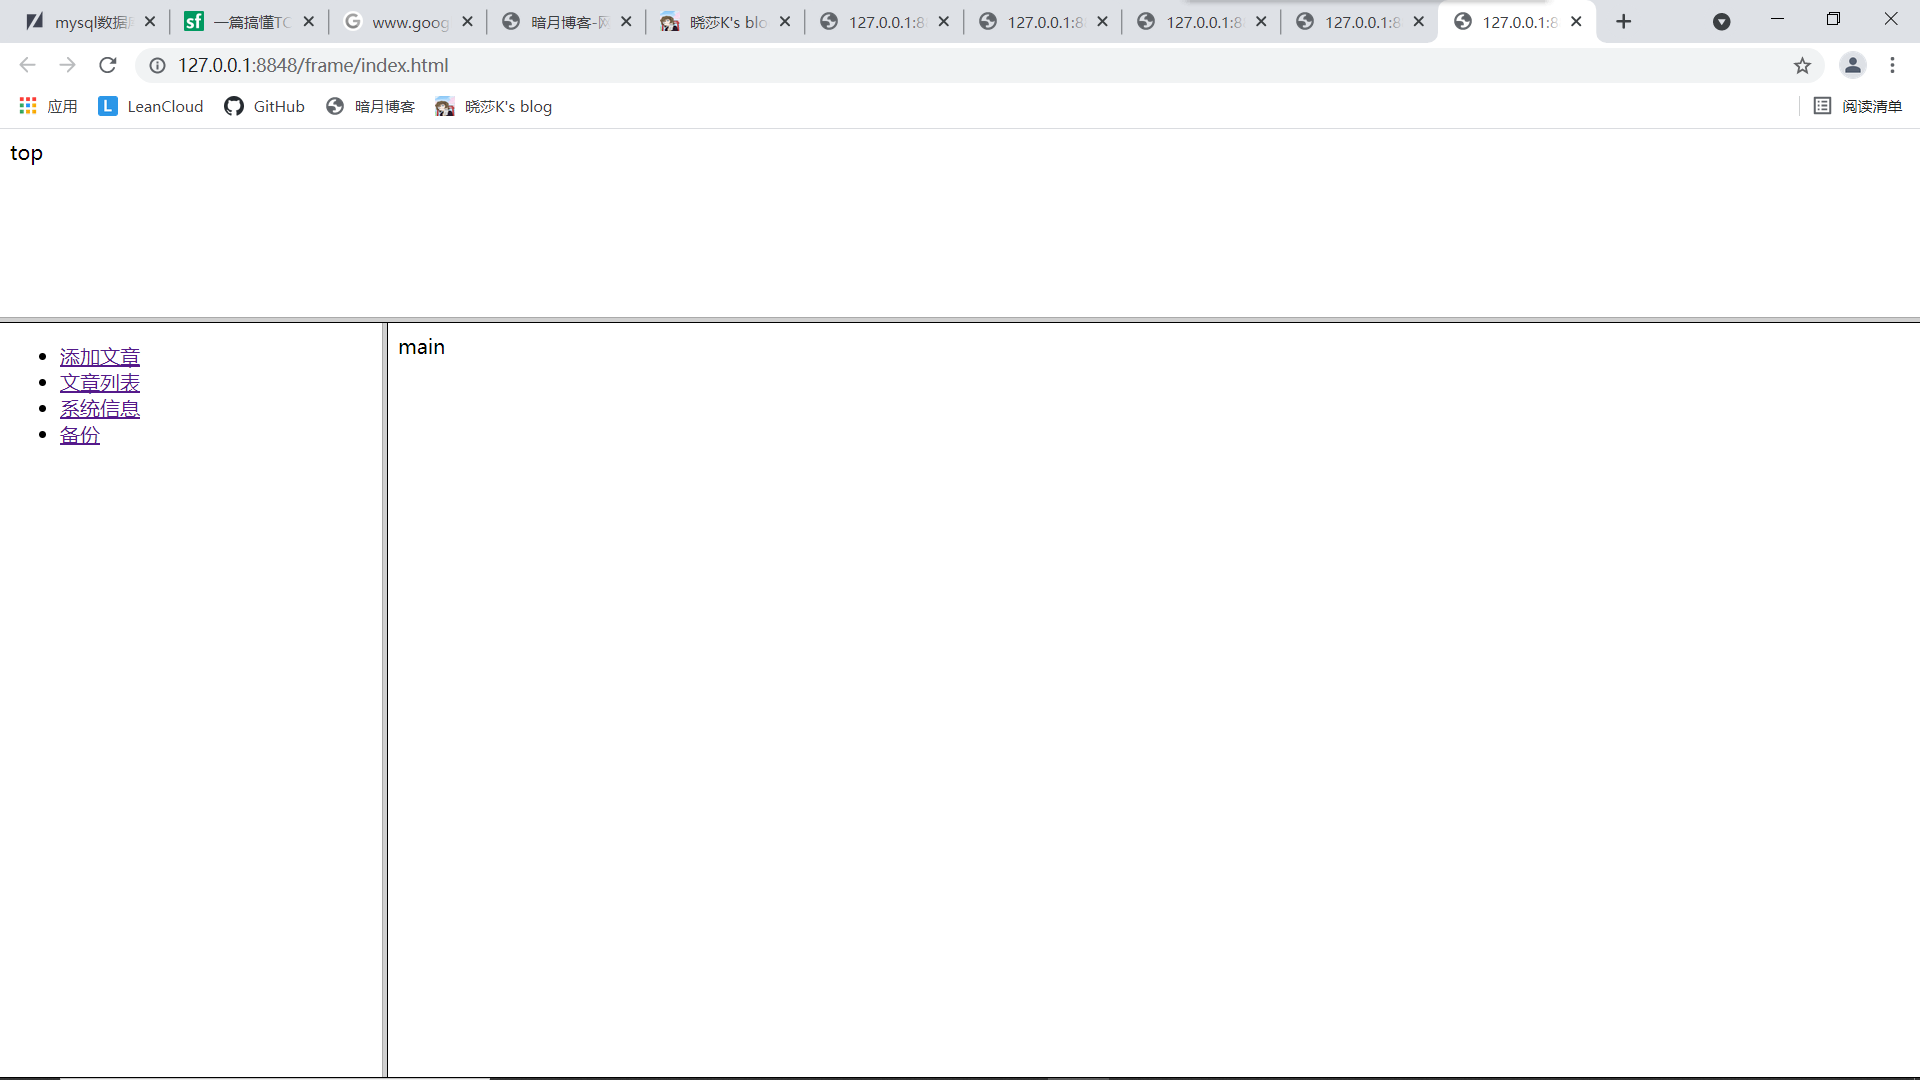 mysql数据 一篇搞懂TC www.goog 暗月博客-网 晓莎K's blo 127.0.0.1:8 127.0.0.1:8 127.0.0.1:8 127.0.0.1:8 127.0.0.1:8
127.0.0.1:8848/frame/index.html
应用 LeanCloud GitHub 暗月博客 晓莎K's blog 阅读清单
top
添加文章
文章列表
系统信息
备份
main